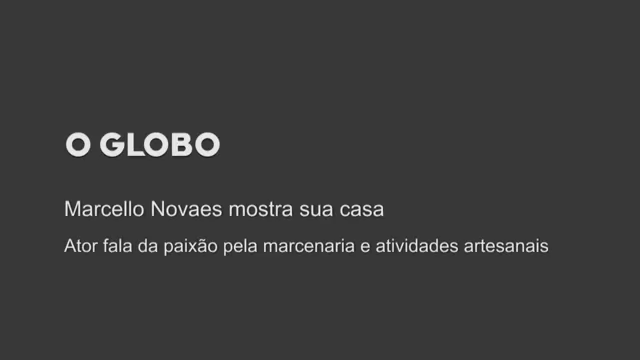 O GLOBO
Marcello Novaes mostra sua casa
Ator fala da paixão pela marcenaria e atividades artesanais